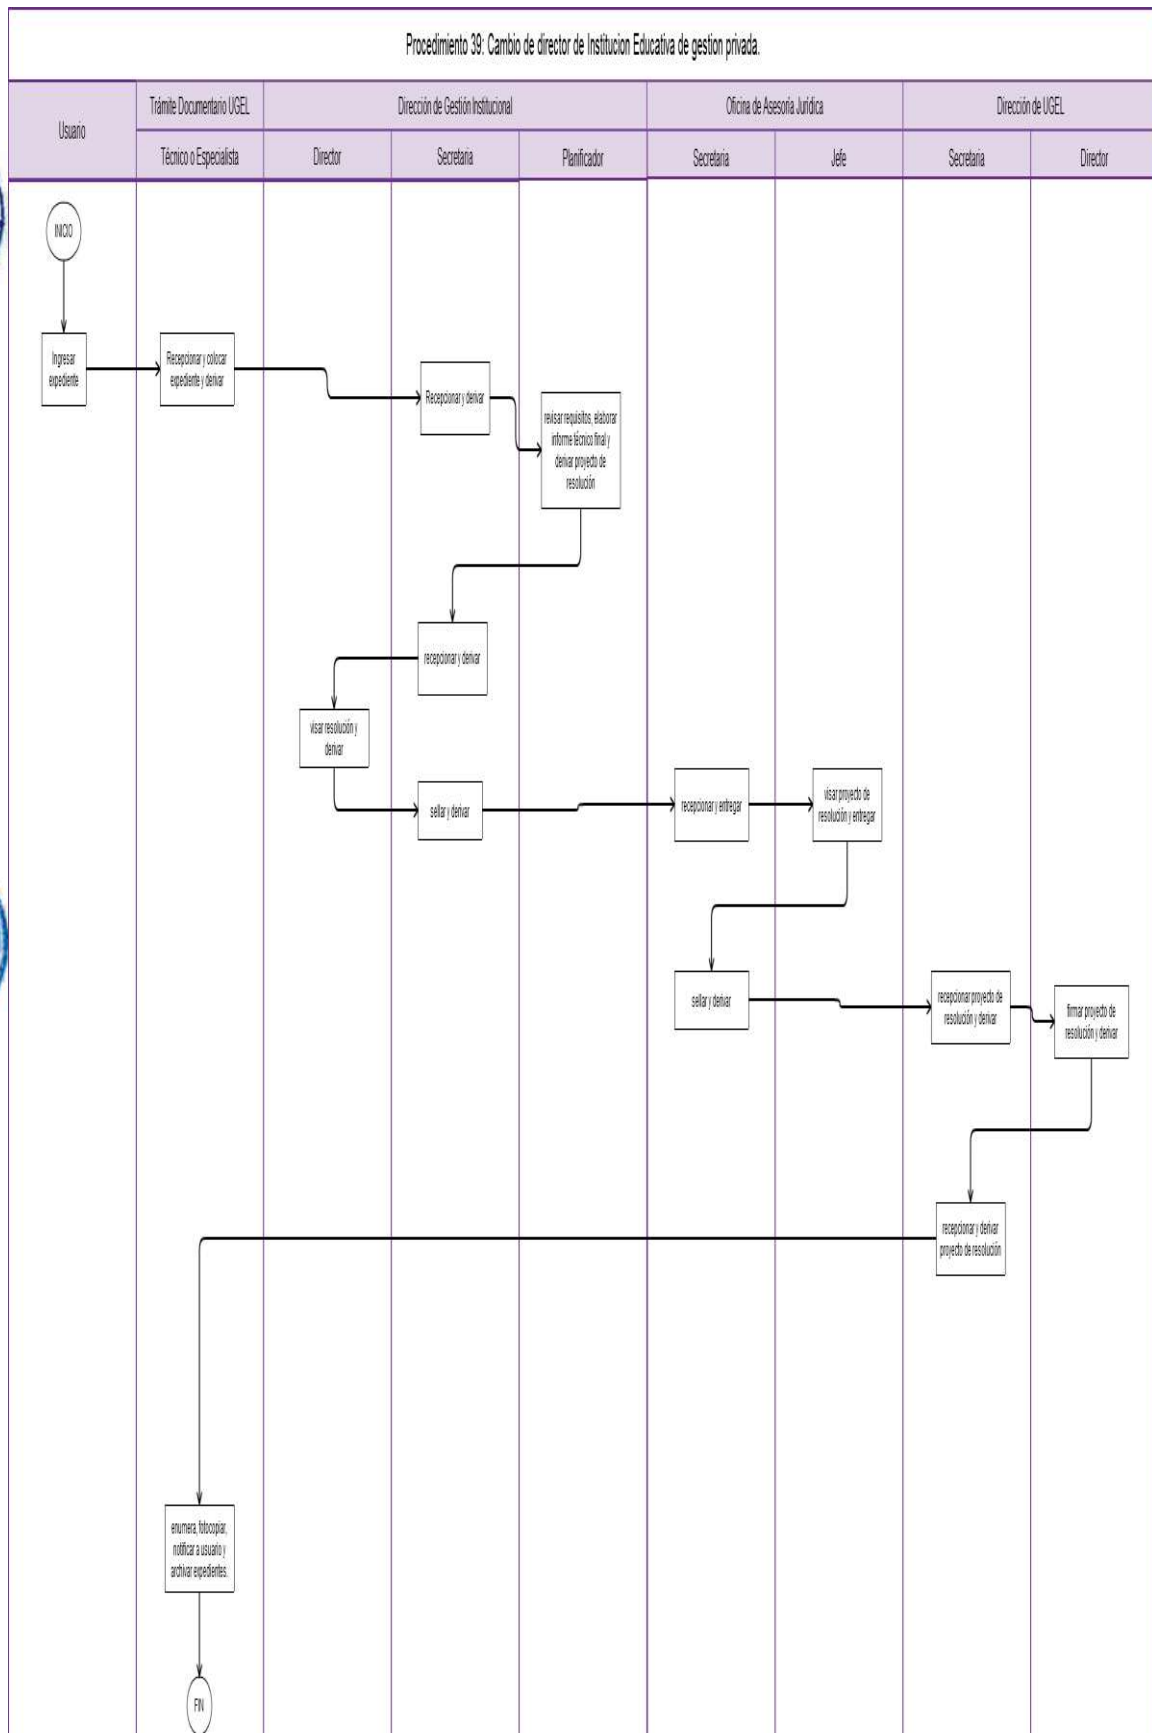 Procedimiento 39: Cambio de director de Institucion Educativa de gestion privada.
Usuario
Trámite Documentario UGEL
Dirección de Gestión Institucional
Oficina de Asesoria Jurídica
Dirección de UGEL
Técnico o Especialista
Director
Secretaria
Planificador
Secretaria
Jefe
Secretaria
Director
INICIO
Ingresar
expediente
Recepcionar y colocar
expediente y derivar
Recepcionar y derivar
revisar requisitos, elaborar
informe técnico final y
derivar proyecto de
resolución
recepcionar y derivar
visar resolución y
derivar
sellar y derivar
recepcionar y entregar
visar proyecto de
resolución y entregar
sellar y derivar
recepcionar proyecto de
resolución y derivar
firmar proyecto de
resolución y derivar
recepcionar y derivar
proyecto de resolución
enumera, fotocopiar,
notificar a usuario y
archivar expedientes.
FIN